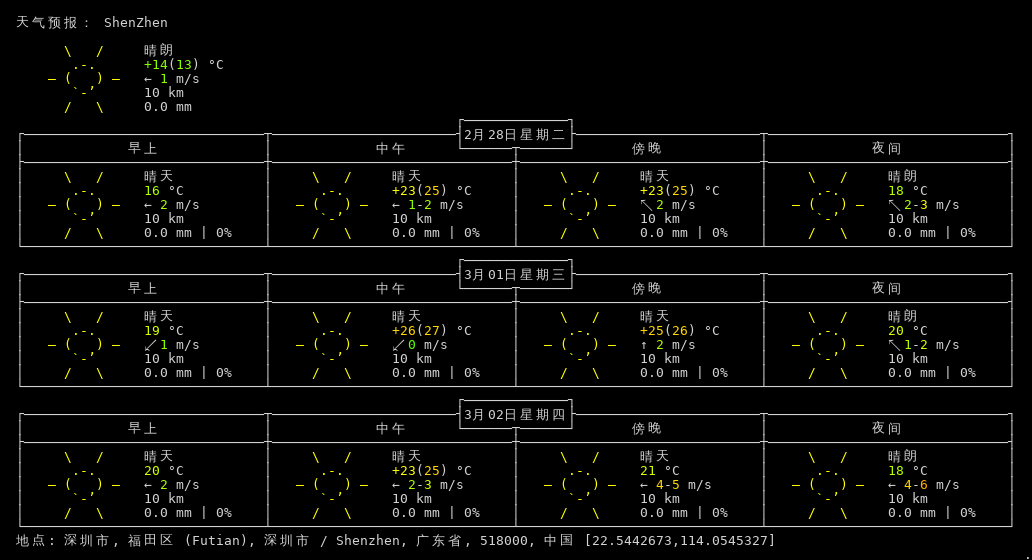 天气预报： ShenZhen
晴朗
+14(13) °C
← 1 m/s
10 km
0.0 mm
2月28日星期二
早上 中午 傍晚 夜间
晴天 晴天 晴天 晴朗
16 °C +23(25) °C +23(25) °C 18 °C
← 2 m/s ← 1-2 m/s ↖ 2 m/s ↖ 2-3 m/s
10 km 10 km 10 km 10 km
0.0 mm | 0% 0.0 mm | 0% 0.0 mm | 0% 0.0 mm | 0%
3月01日星期三
早上 中午 傍晚 夜间
晴天 晴天 晴天 晴朗
19 °C +26(27) °C +25(26) °C 20 °C
↙ 1 m/s ↙ 0 m/s ↑ 2 m/s ↖ 1-2 m/s
10 km 10 km 10 km 10 km
0.0 mm | 0% 0.0 mm | 0% 0.0 mm | 0% 0.0 mm | 0%
3月02日星期四
早上 中午 傍晚 夜间
晴天 晴天 晴天 晴朗
20 °C +23(25) °C 21 °C 18 °C
← 2 m/s ← 2-3 m/s ← 4-5 m/s ← 4-6 m/s
10 km 10 km 10 km 10 km
0.0 mm | 0% 0.0 mm | 0% 0.0 mm | 0% 0.0 mm | 0%
地点: 深圳市, 福田区 (Futian), 深圳市 / Shenzhen, 广东省, 518000, 中国 [22.5442673,114.0545327]